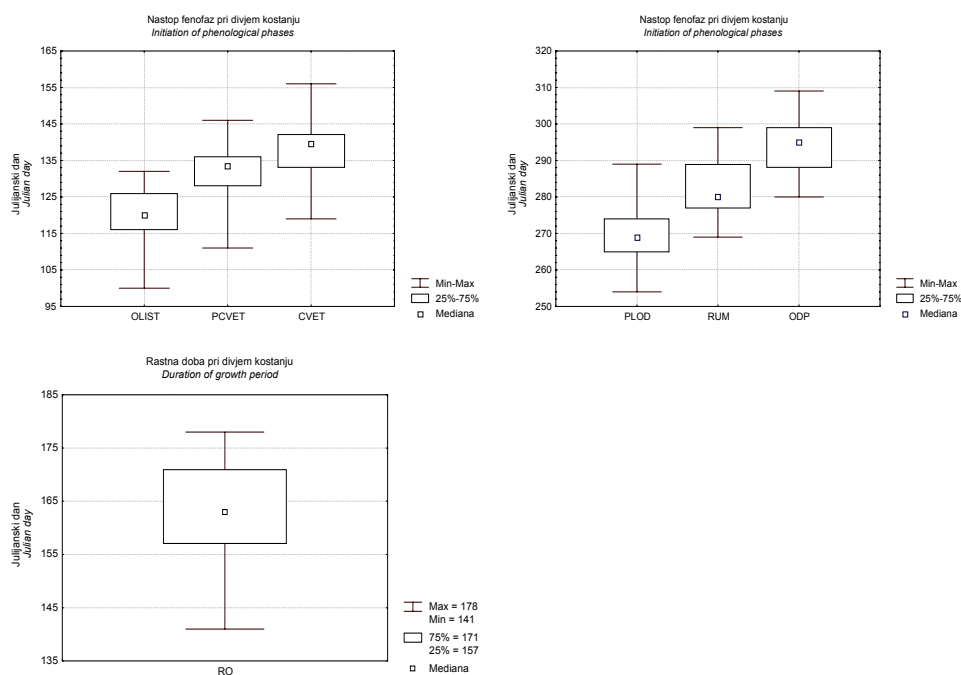 Nastop fenofaz pri divjem kostanju
Initiation of phenological phases
Julijanski dan
Julian day
165
155
145
135
125
115
105
95
OLIST
PCVET
CVET
Min-Max
25%-75%
Mediana
Nastop fenofaz pri divjem kostanju
Initiation of phenological phases
Julijanski dan
Julian day
320
310
300
290
280
270
260
250
PLOD
RUM
ODP
Min-Max
25%-75%
Mediana
Rastna doba pri divjem kostanju
Duration of growth period
Julijanski dan
Julian day
185
175
165
155
145
135
RO
Max = 178
Min = 141
75% = 171
25% = 157
Mediana